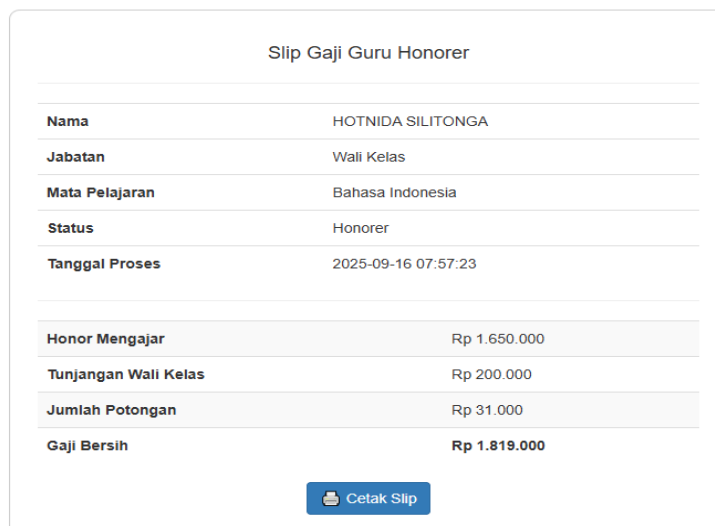 Slip Gaji Guru Honorer
Nama HOTNIDA SILITONGA
Jabatan Wali Kelas
Mata Pelajaran Bahasa Indonesia
Status Honorer
Tanggal Proses 2025-09-16 07:57:23
Honor Mengajar Rp 1.650.000
Tunjangan Wali Kelas Rp 200.000
Jumlah Potongan Rp 31.000
Gaji Bersih Rp 1.819.000
Cetak Slip